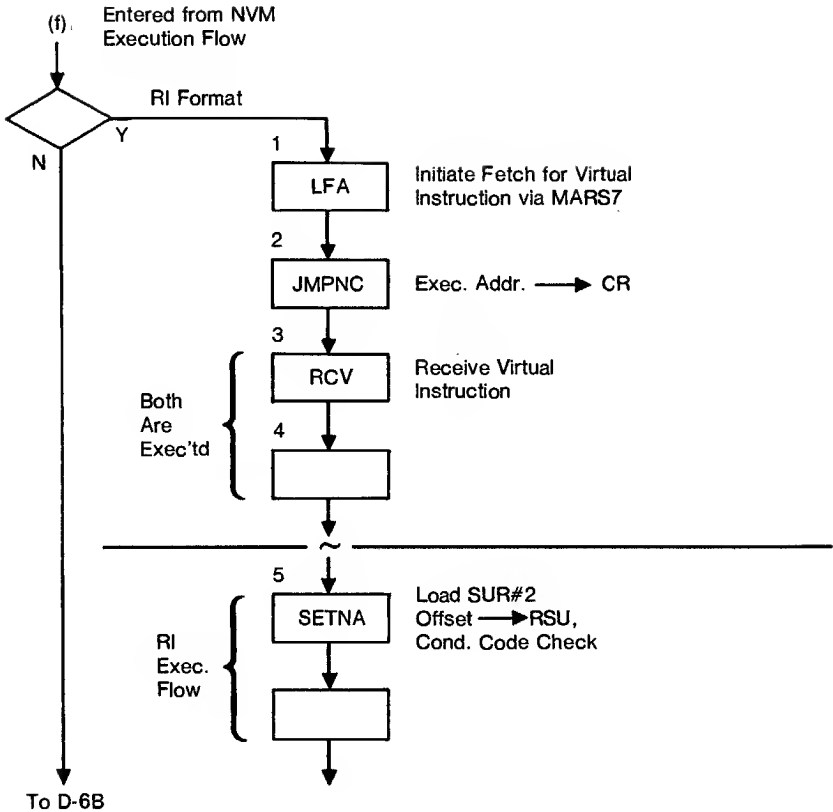 (f)
Entered from NVM
Execution Flow
RI Format
Y
N
1
LFA
Initiate Fetch for Virtual
Instruction via MARS7
2
JMPNC
Exec. Addr. → CR
3
RCV
Receive Virtual
Instruction
Both
Are
Exec'td
4
~
5
SETNA
Load SUR#2
Offset → RSU,
Cond. Code Check
RI
Exec.
Flow
To D-6B